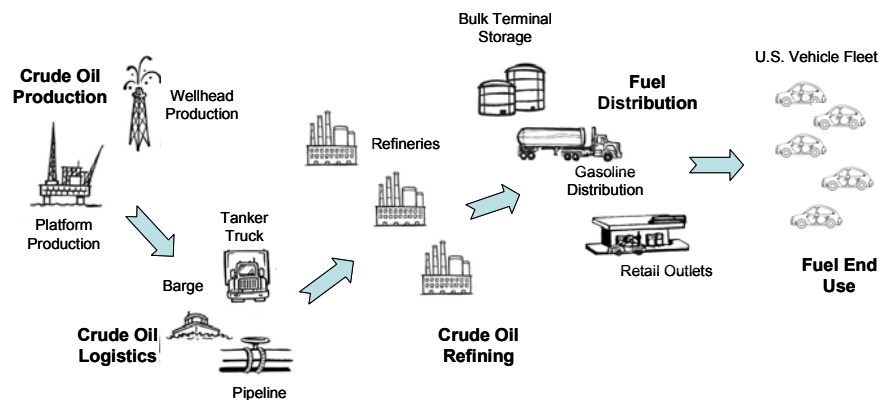 Crude Oil
Production
Wellhead
Production
Platform
Production
Tanker
Truck
Barge
Crude Oil
Logistics
Pipeline
Refineries
Crude Oil
Refining
Bulk Terminal
Storage
Fuel
Distribution
Gasoline
Distribution
Retail Outlets
U.S. Vehicle Fleet
Fuel End
Use